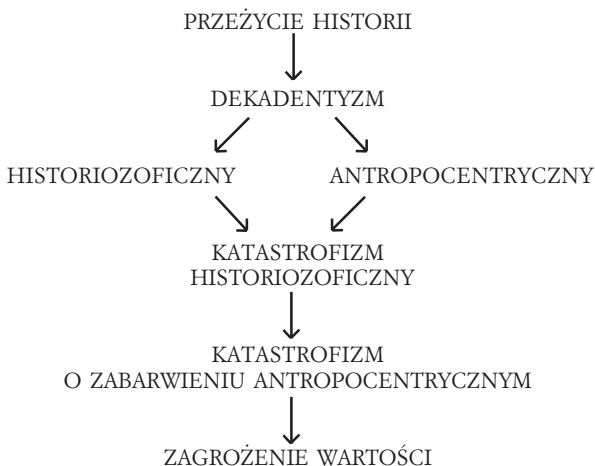 PRZEŻYCIE HISTORII
DEKADENTYZM
HISTORIOZOFICZNY
ANTROPOCENTRYCZNY
KATASTROFIZM
HISTORIOZOFICZNY
KATASTROFIZM
O ZABARWIENIU ANTROPOCENTRYCZNYM
ZAGROŻENIE WARTOŚCI